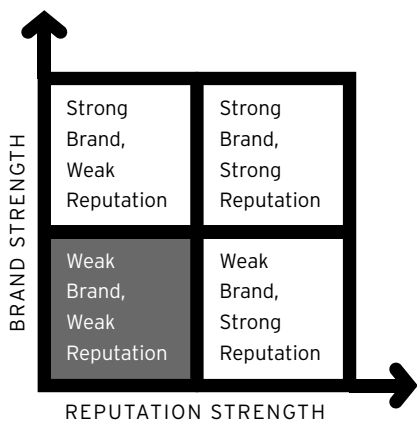 BRAND STRENGTH
Strong
Brand,
Weak
Reputation
Strong
Brand,
Strong
Reputation
Weak
Brand,
Weak
Reputation
Weak
Brand,
Strong
Reputation
REPUTATION STRENGTH